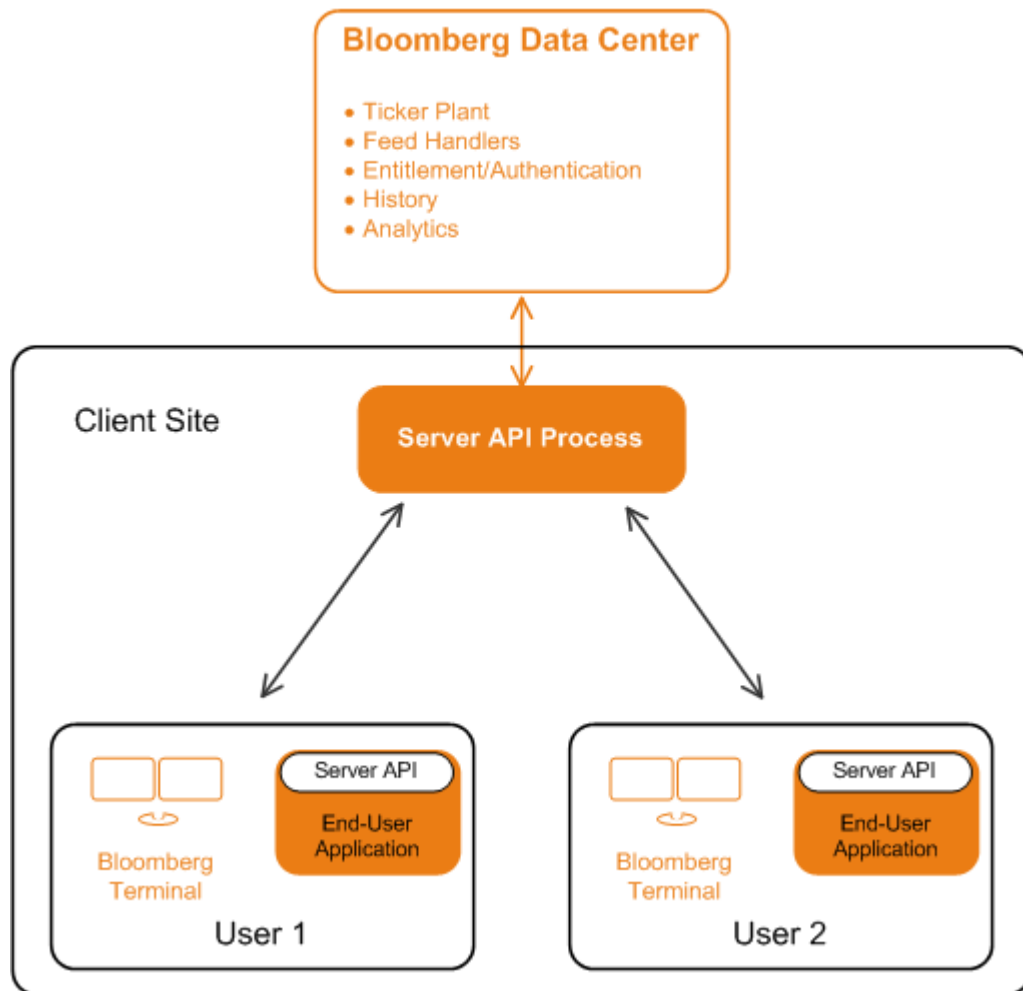 Bloomberg Data Center
• Ticker Plant
• Feed Handlers
• Entitlement/Authentication
• History
• Analytics
Client Site
Server API Process
Server API
End-User
Application
Bloomberg
Terminal
User 1
Server API
End-User
Application
Bloomberg
Terminal
User 2